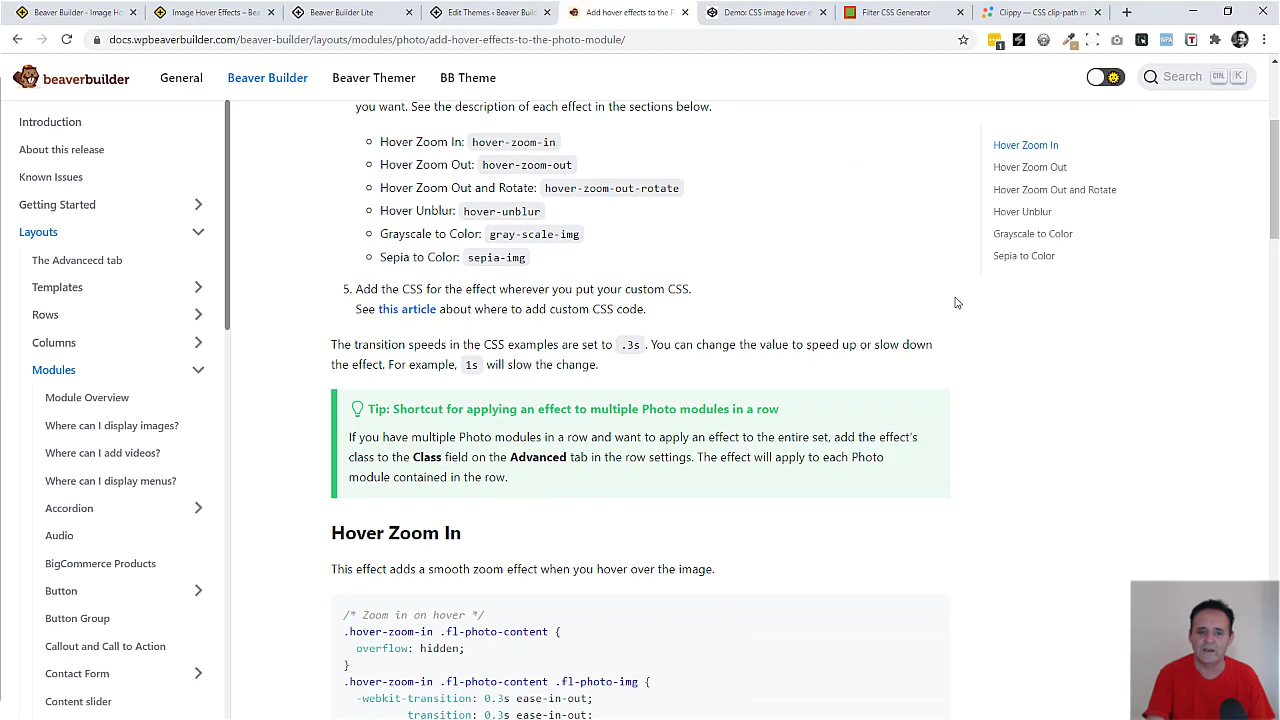 Beaver Builder - Image Ho
Image Hover Effects – Be
Beaver Builder Lite
Edit Themes ‹ Beaver Buil
Add hover effects to the P
Demo: CSS image hover e
Filter CSS Generator
Clippy — CSS clip-path m
docs.wpbeaverbuilder.com/beaver-builder/layouts/modules/photo/add-hover-effects-to-the-photo-module/
beaverbuilder
General
Beaver Builder
Beaver Themer
BB Theme
Search
CTRL
K
Introduction
About this release
Known Issues
Getting Started
Layouts
The Advancecd tab
Templates
Rows
Columns
Modules
Module Overview
Where can I display images?
Where can I add videos?
Where can I display menus?
Accordion
Audio
BigCommerce Products
Button
Button Group
Callout and Call to Action
Contact Form
Content slider
you want. See the description of each effect in the sections below.
Hover Zoom In: hover-zoom-in
Hover Zoom Out: hover-zoom-out
Hover Zoom Out and Rotate: hover-zoom-out-rotate
Hover Unblur: hover-unblur
Grayscale to Color: gray-scale-img
Sepia to Color: sepia-img
5. Add the CSS for the effect wherever you put your custom CSS.
See this article about where to add custom CSS code.
The transition speeds in the CSS examples are set to .3s. You can change the value to speed up or slow down
the effect. For example, 1s will slow the change.
Tip: Shortcut for applying an effect to multiple Photo modules in a row
If you have multiple Photo modules in a row and want to apply an effect to the entire set, add the effect's
class to the Class field on the Advanced tab in the row settings. The effect will apply to each Photo
module contained in the row.
Hover Zoom In
This effect adds a smooth zoom effect when you hover over the image.
/* Zoom in on hover */
.hover-zoom-in .fl-photo-content {
overflow: hidden;
}
.hover-zoom-in .fl-photo-content .fl-photo-img {
-webkit-transition: 0.3s ease-in-out;
transition: 0.3s ease-in-out;
Hover Zoom In
Hover Zoom Out
Hover Zoom Out and Rotate
Hover Unblur
Grayscale to Color
Sepia to Color